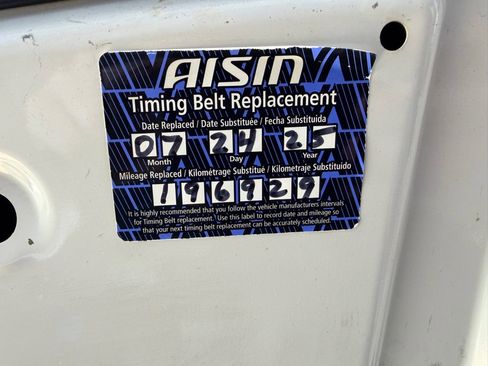 AISIN
Timing Belt Replacement
Date Replaced / Date Substituée / Fecha Substituida
07 24 25
Month Day Year
Mileage Replaced / Kilométrage Substitué / Kilometraje Substituido
196929
It is highly recommended that you follow the vehicle manufacturers intervals
for Timing Belt replacement. Use this label to record date and mileage so
that your next timing belt replacement can be accurately scheduled.